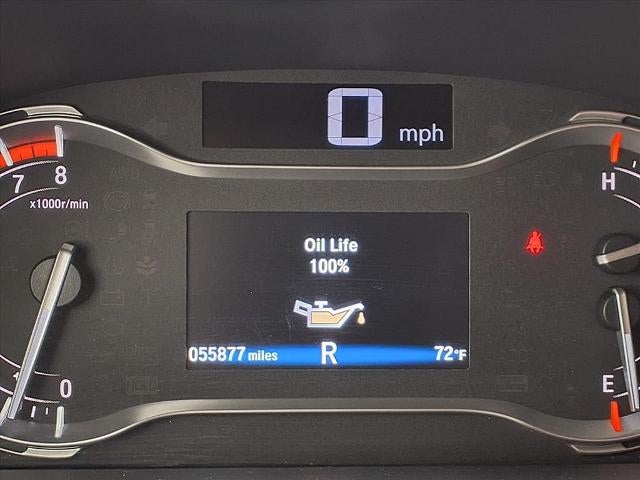 0 mph
8
7
x1000r/min
H
Oil Life
100%
055877 miles R 72°F
0
E